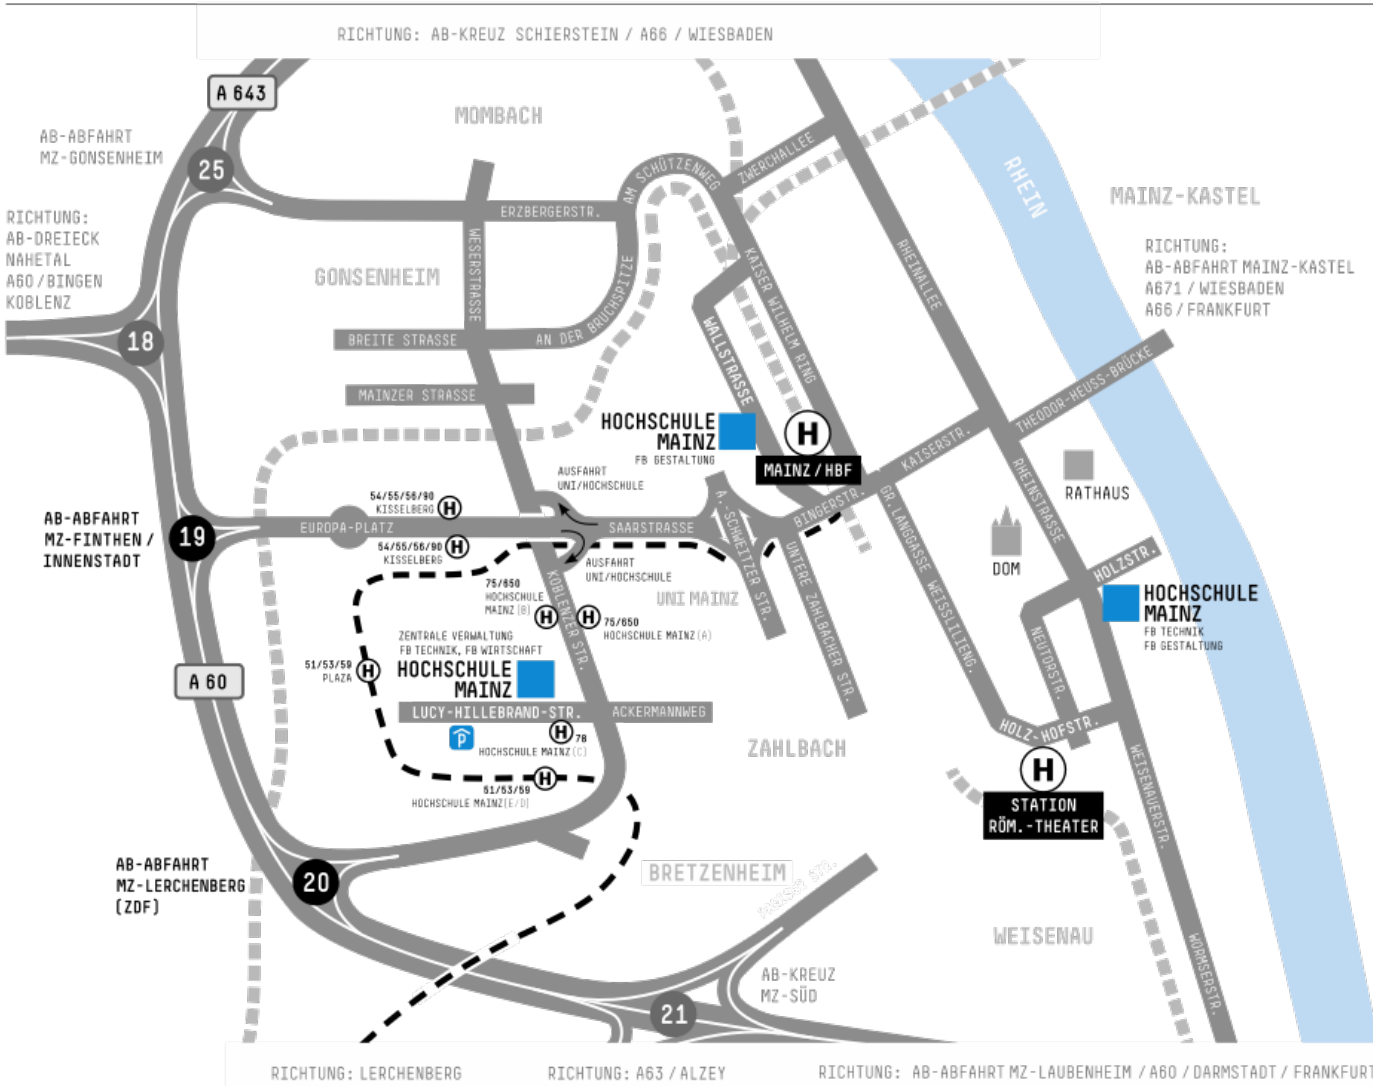 RICHTUNG: AB-KREUZ SCHIERSTEIN / A66 / WIESBADEN
A 643
MOMBACH
AB-ABFAHRT
MZ-GONSENHEIM
25
AM SCHÜTZENWEG
ZWERCHALLEE
RHEIN
MAINZ-KASTEL
ERZBERGERSTR.
RICHTUNG:
AB-DREIECK
NAHETAL
A60 / BINGEN
KOBLENZ
RICHTUNG:
AB-ABFAHRT MAINZ-KASTEL
A671 / WIESBADEN
A66 / FRANKFURT
GONSENHEIM
WESERSTRASSE
RHEINALLEE
KAISER WILHELM RING
AN DER BRUCHSPITZE
18
BREITE STRASSE
WALLSTRASSE
THEODOR-HEUSS-BRÜCKE
MAINZER STRASSE
HOCHSCHULE
MAINZ
FB GESTALTUNG
H
MAINZ / HBF
KAISERSTR.
RHEINSTRASSE
RATHAUS
AUSFAHRT
UNI/HOCHSCHULE
54/55/56/90
KISSELBERG
H
AB-ABFAHRT
MZ-FINTHEN /
INNENSTADT
19
EUROPA-PLATZ
SAARSTRASSE
A.-SCHWEITZER STR.
BINGERSTR.
GR. LANGGASSE
WEISSLILIENG.
DOM
54/55/56/90
KISSELBERG
H
AUSFAHRT
UNI/HOCHSCHULE
UNTERE ZAHLBACHER STR.
HOLZSTR.
KOBLENZER STR.
75/650
HOCHSCHULE
MAINZ (B)
H
H
75/650
HOCHSCHULE MAINZ (A)
UNI MAINZ
HOCHSCHULE
MAINZ
FB TECHNIK
FB GESTALTUNG
NEUTORSTR.
ZENTRALE VERWALTUNG
FB TECHNIK, FB WIRTSCHAFT
HOCHSCHULE
MAINZ
51/53/59
PLAZA
H
A 60
LUCY-HILLEBRAND-STR.
ACKERMANNWEG
P
H
78
HOCHSCHULE MAINZ (C)
ZAHLBACH
HOLZ-HOFSTR.
H
STATION
RÖM.-THEATER
WEISENAUERSTR.
H
51/53/59
HOCHSCHULE MAINZ (E/D)
AB-ABFAHRT
MZ-LERCHENBERG
(ZDF)
20
BRETZENHEIM
PARISER STR.
WEISENAU
WORMSERSTR.
AB-KREUZ
MZ-SÜD
21
RICHTUNG: LERCHENBERG
RICHTUNG: A63 / ALZEY
RICHTUNG: AB-ABFAHRT MZ-LAUBENHEIM / A60 / DARMSTADT / FRANKFURT